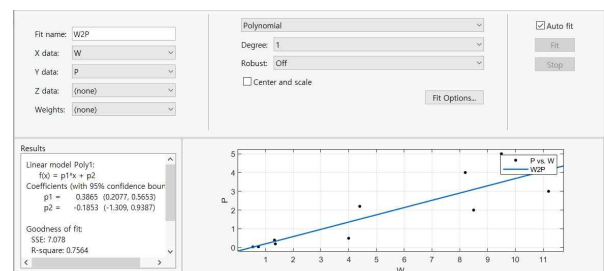 Fit name: W2P
X data: W
Y data: P
Z data: (none)
Weights: (none)
Polynomial
Degree: 1
Robust: Off
Center and scale
Fit Options...
Auto fit
Fit
Stop
Results
Linear model Poly1:
f(x) = p1*x + p2
Coefficients (with 95% confidence boun
p1 = 0.3865 (0.2077, 0.5653)
p2 = -0.1853 (-1.309, 0.9387)
Goodness of fit:
SSE: 7.078
R-square: 0.7564
P vs. W
W2P
5
4
3
2
1
0
P
1 2 3 4 5 6 7 8 9 10 11
W